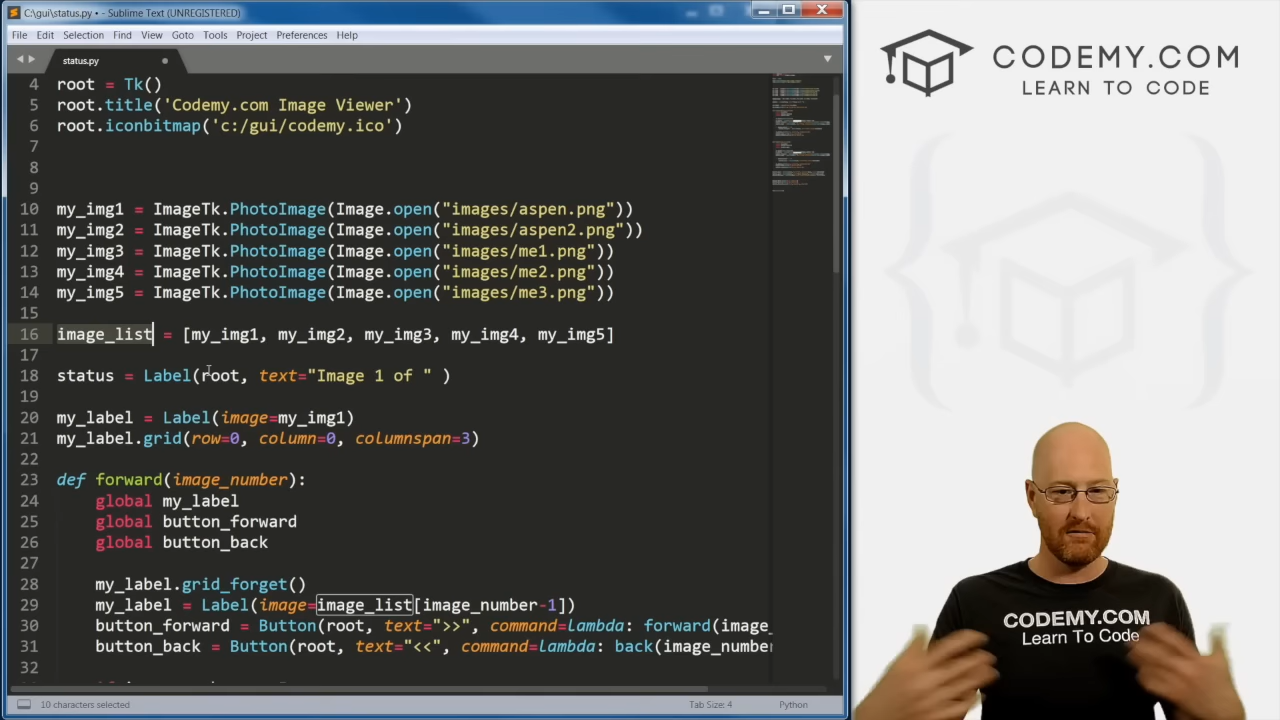 C:\gui\status.py • - Sublime Text (UNREGISTERED)
File Edit Selection Find View Goto Tools Project Preferences Help
status.py
4 root = Tk()
5 root.title('Codemy.com Image Viewer')
6 root.iconbitmap('c:/gui/codemy.ico')
7
8
9
10 my_img1 = ImageTk.PhotoImage(Image.open("images/aspen.png"))
11 my_img2 = ImageTk.PhotoImage(Image.open("images/aspen2.png"))
12 my_img3 = ImageTk.PhotoImage(Image.open("images/me1.png"))
13 my_img4 = ImageTk.PhotoImage(Image.open("images/me2.png"))
14 my_img5 = ImageTk.PhotoImage(Image.open("images/me3.png"))
15
16 image_list = [my_img1, my_img2, my_img3, my_img4, my_img5]
17
18 status = Label(root, text="Image 1 of " )
19
20 my_label = Label(image=my_img1)
21 my_label.grid(row=0, column=0, columnspan=3)
22
23 def forward(image_number):
24 global my_label
25 global button_forward
26 global button_back
27
28 my_label.grid_forget()
29 my_label = Label(image=image_list[image_number-1])
30 button_forward = Button(root, text=">>", command=lambda: forward(image_
31 button_back = Button(root, text="<<", command=lambda: back(image_number
32
10 characters selected
Tab Size: 4
Python
CODEMY.COM
LEARN TO CODE
CODEMY.COM
Learn To Code